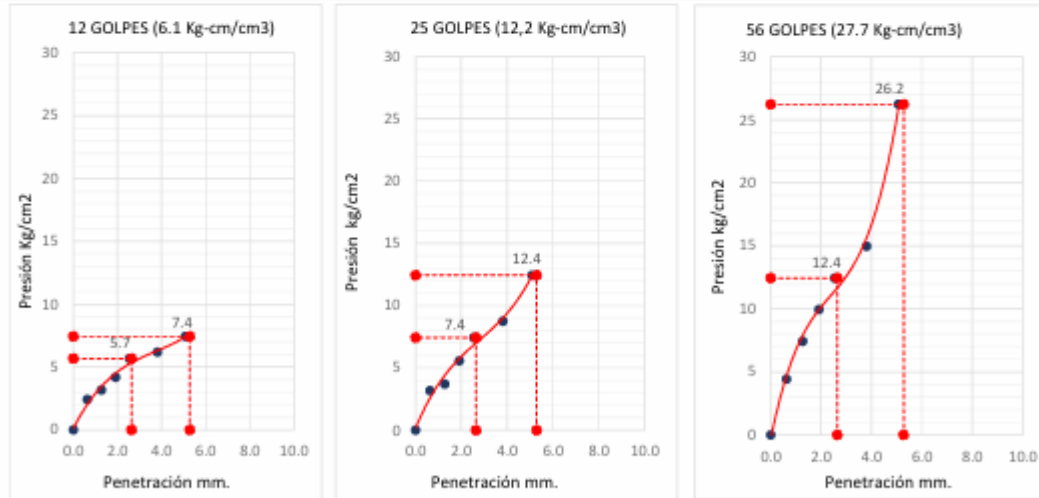 12 GOLPES (6.1 Kg-cm/cm3)
30
25
20
15
10
5
0
Presión Kg/cm2
5.7
7.4
0.0 2.0 4.0 6.0 8.0 10.0
Penetración mm.
25 GOLPES (12,2 Kg-cm/cm3)
30
25
20
15
10
5
0
Presión kg/cm2
7.4
12.4
0.0 2.0 4.0 6.0 8.0 10.0
Penetración mm.
56 GOLPES (27.7 Kg-cm/cm3)
30
25
20
15
10
5
0
Presión kg/cm2
12.4
26.2
0.0 2.0 4.0 6.0 8.0 10.0
Penetración mm.